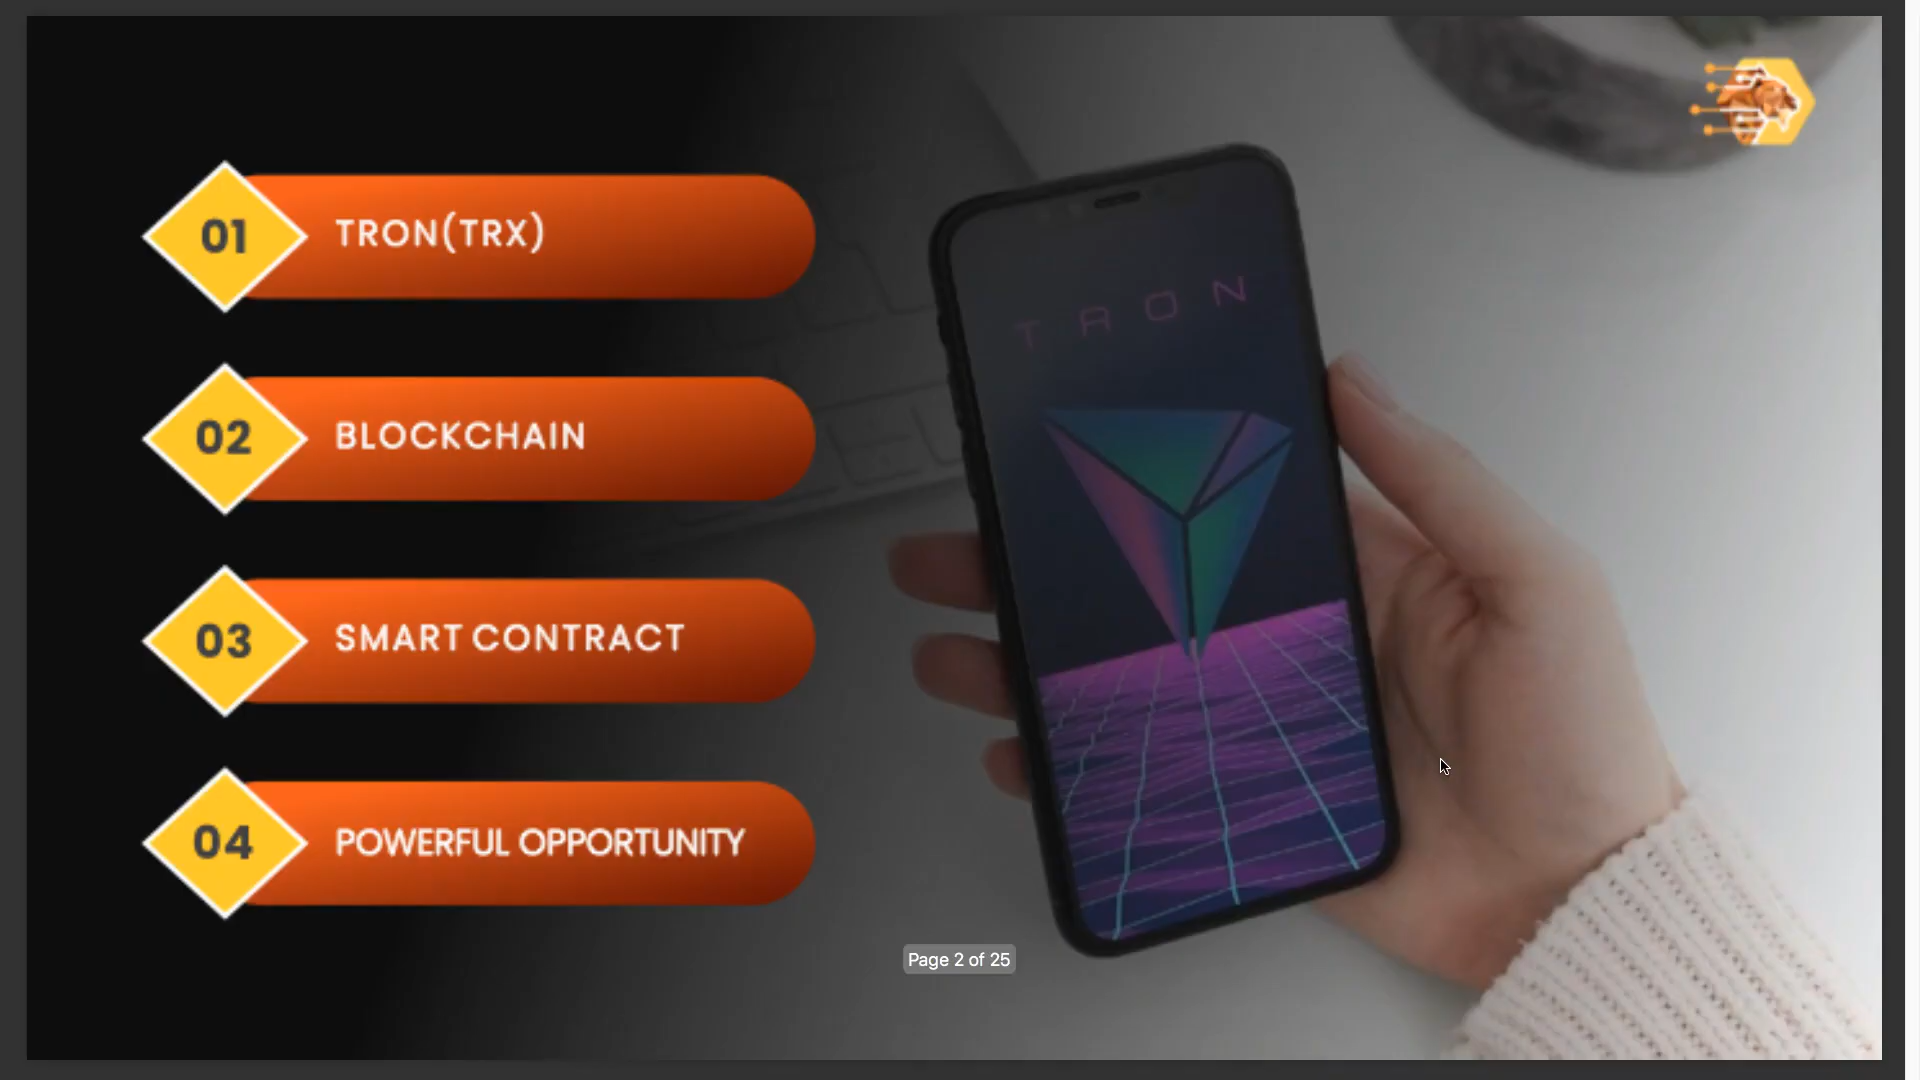 01 TRON(TRX)
02 BLOCKCHAIN
03 SMART CONTRACT
04 POWERFUL OPPORTUNITY
TRON
Page 2 of 25